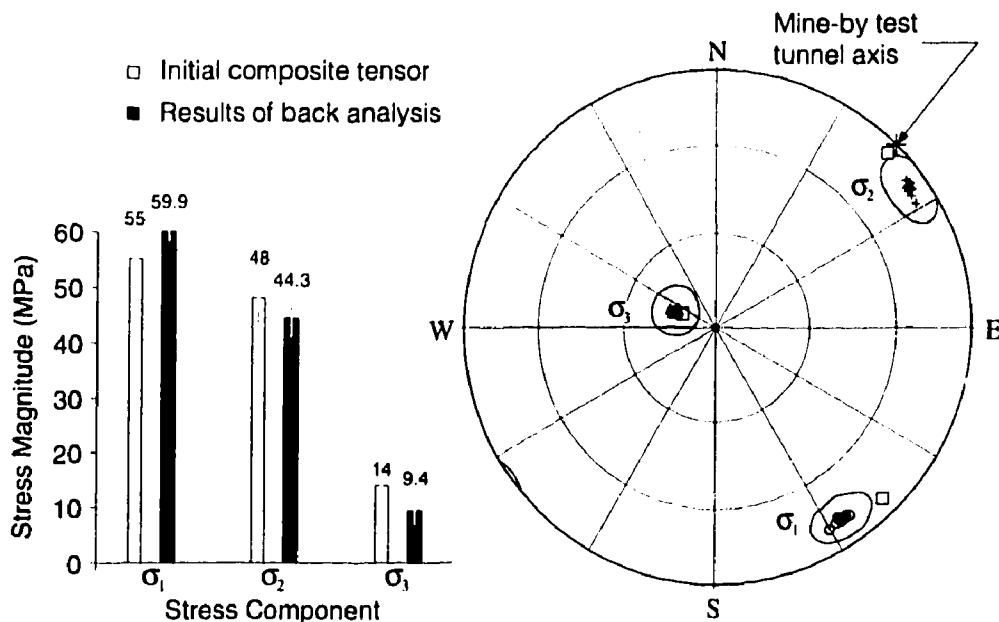 □ Initial composite tensor
■ Results of back analysis
Stress Magnitude (MPa)
60
50
40
30
20
10
0
55
59.9
48
44.3
14
9.4
σ₁
σ₂
σ₃
Stress Component
Mine-by test
tunnel axis
N
W
E
S
σ₂
σ₃
σ₁